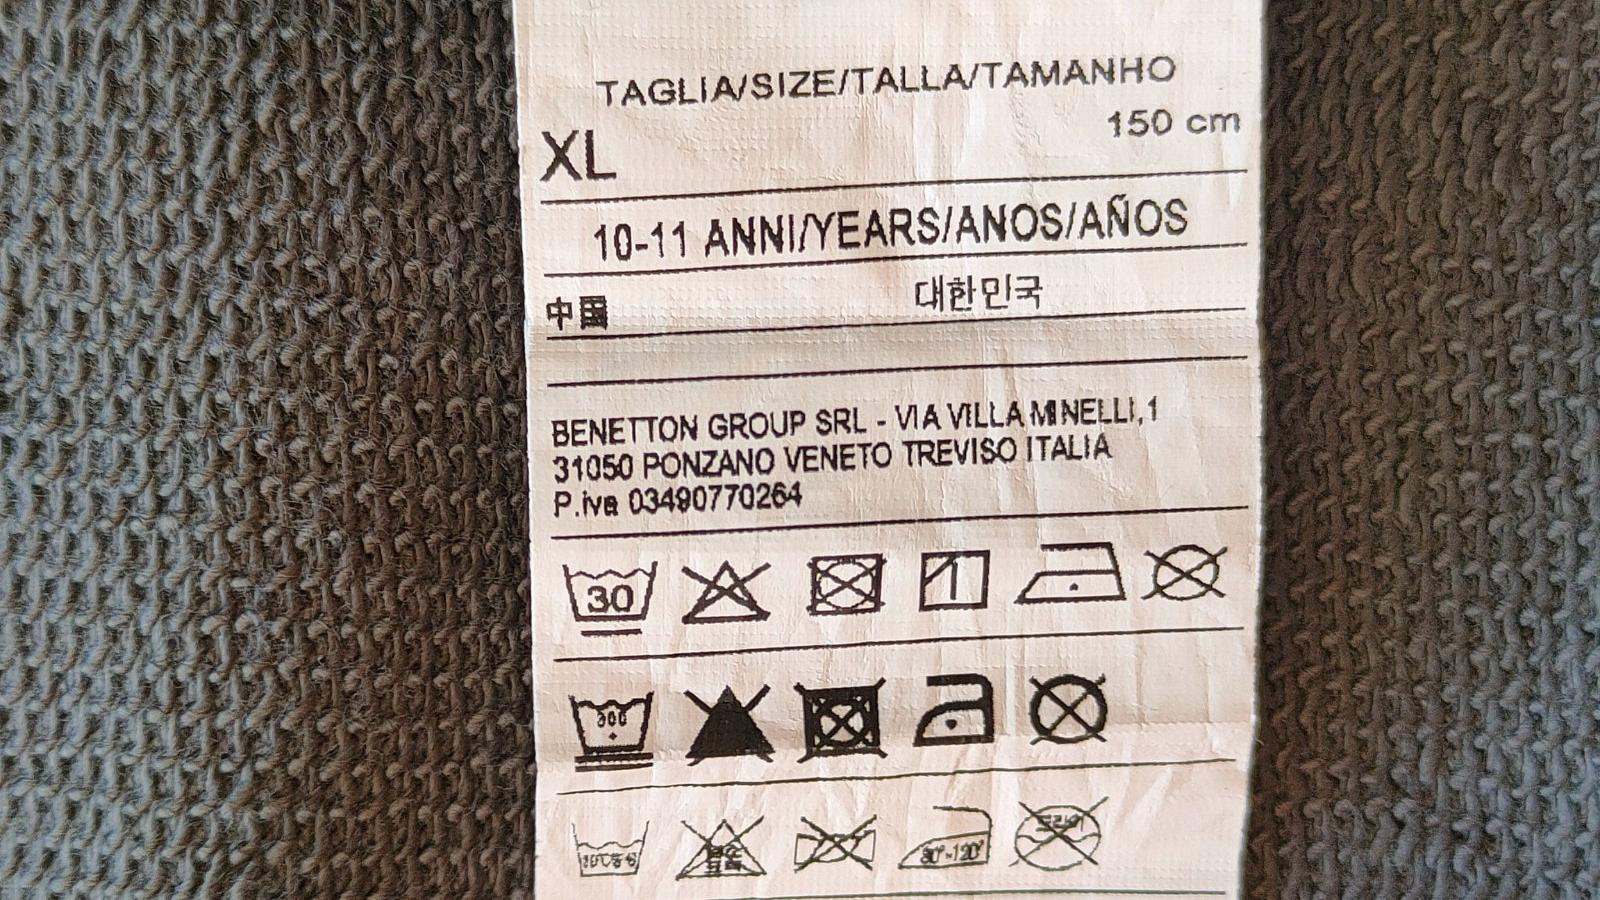 TAGLIA/SIZE/TALLA/TAMANHO
150 cm
XL
10-11 ANNI/YEARS/ANOS/AÑOS
中国 대한민국
BENETTON GROUP SRL - VIA VILLA MINELLI,1
31050 PONZANO VENETO TREVISO ITALIA
P.iva 03490770264
30
80°-120°